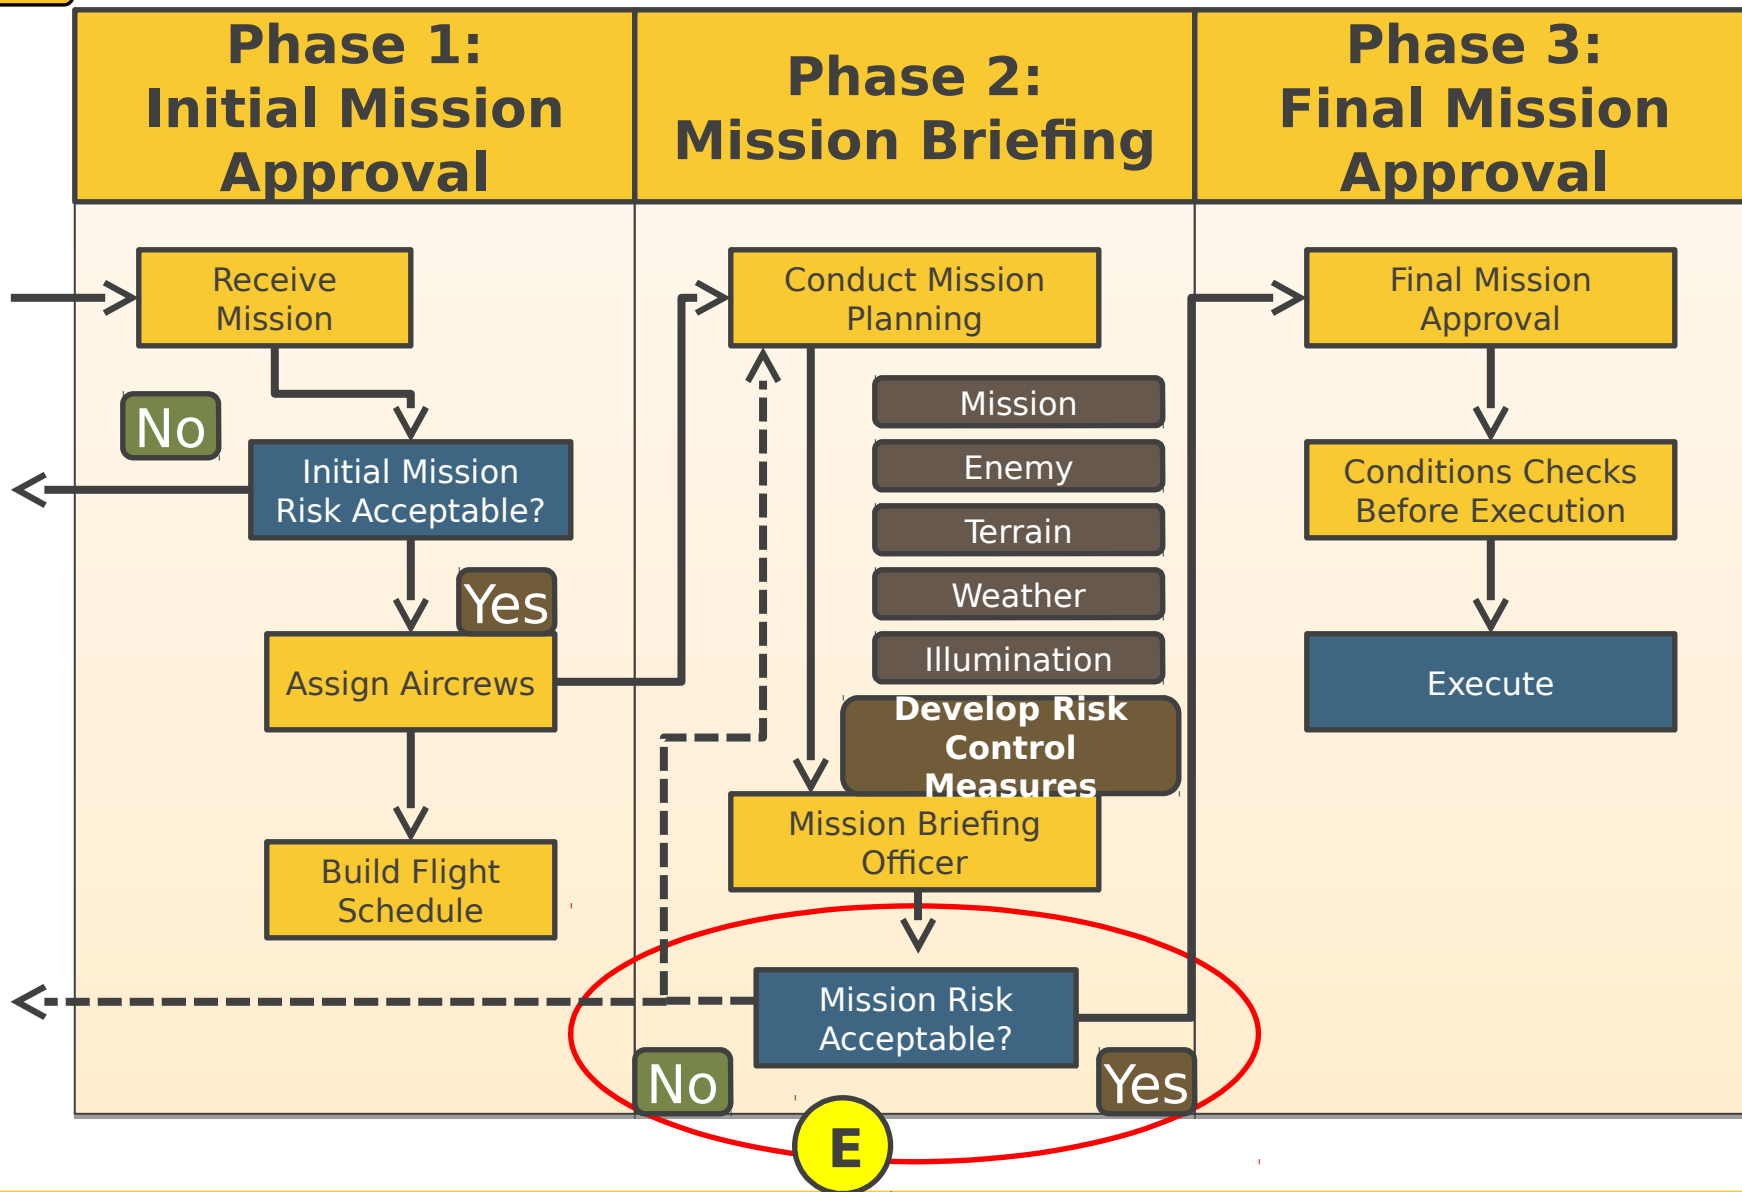 Phase 1:
Initial Mission
Approval
Phase 2:
Mission Briefing
Phase 3:
Final Mission
Approval
Receive
Mission
No
Initial Mission
Risk Acceptable?
Yes
Assign Aircrews
Build Flight
Schedule
Conduct Mission
Planning
Mission
Enemy
Terrain
Weather
Illumination
Develop Risk
Control
Measures
Mission Briefing
Officer
Mission Risk
Acceptable?
No
Yes
E
Final Mission
Approval
Conditions Checks
Before Execution
Execute